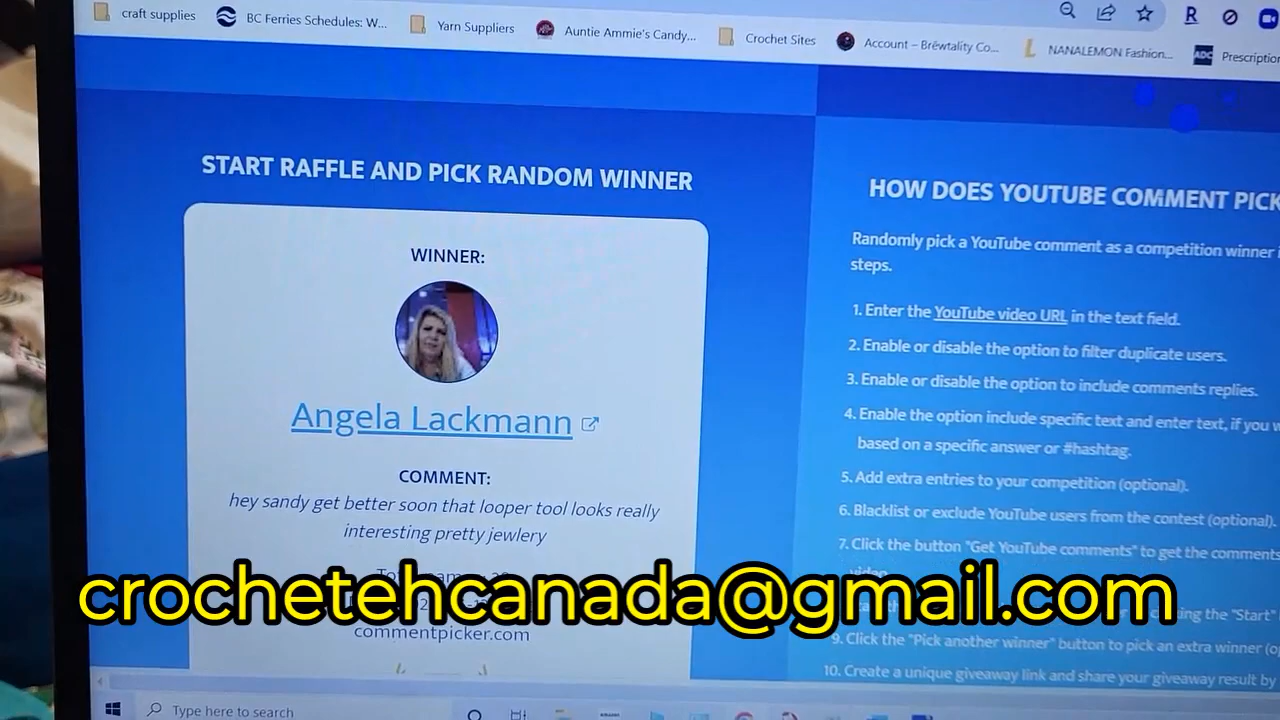 craft supplies
BC Ferries Schedules: W...
Yarn Suppliers
Auntie Ammie's Candy...
Crochet Sites
Account – Brêwtality Co...
NANALEMON Fashion...
ADC
Prescription
START RAFFLE AND PICK RANDOM WINNER
WINNER:
Angela Lackmann
COMMENT:
hey sandy get better soon that looper tool looks really
interesting pretty jewlery
crochetehcanada@gmail.com
commentpicker.com
HOW DOES YOUTUBE COMMENT PICK
Randomly pick a YouTube comment as a competition winner
steps.
1. Enter the YouTube video URL in the text field.
2. Enable or disable the option to filter duplicate users.
3. Enable or disable the option to include comments replies.
4. Enable the option include specific text and enter text, if you
based on a specific answer or #hashtag.
5. Add extra entries to your competition (optional).
6. Blacklist or exclude YouTube users from the contest (optional).
7. Click the button "Get YouTube comments" to get the comments
video.
the "Start"
9. Click the "Pick another winner" button to pick an extra winner
10. Create a unique giveaway link and share your giveaway result by
Type here to search